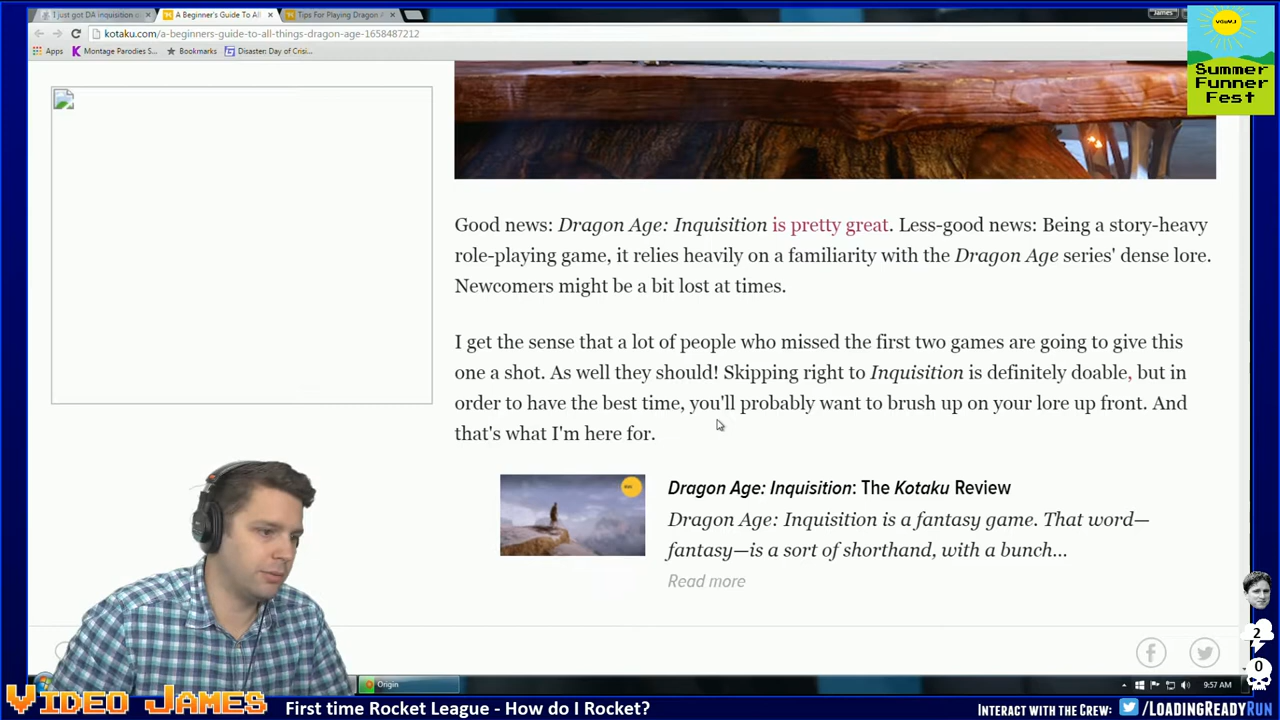 I just got DA inquisition
A Beginner's Guide To All
Tips For Playing Dragon A
James
kotaku.com/a-beginners-guide-to-all-things-dragon-age-1658487212
Apps
Montage Parodies S...
Bookmarks
Disaster: Day of Crisi...
Summer
Funner
Fest
Good news: Dragon Age: Inquisition is pretty great. Less-good news: Being a story-heavy
role-playing game, it relies heavily on a familiarity with the Dragon Age series' dense lore.
Newcomers might be a bit lost at times.
I get the sense that a lot of people who missed the first two games are going to give this
one a shot. As well they should! Skipping right to Inquisition is definitely doable, but in
order to have the best time, you'll probably want to brush up on your lore up front. And
that's what I'm here for.
Dragon Age: Inquisition: The Kotaku Review
Dragon Age: Inquisition is a fantasy game. That word—
fantasy—is a sort of shorthand, with a bunch...
Read more
2
0
Origin
9:57 AM
Video James
First time Rocket League - How do I Rocket?
Interact with the Crew:
/LoadingReadyRun